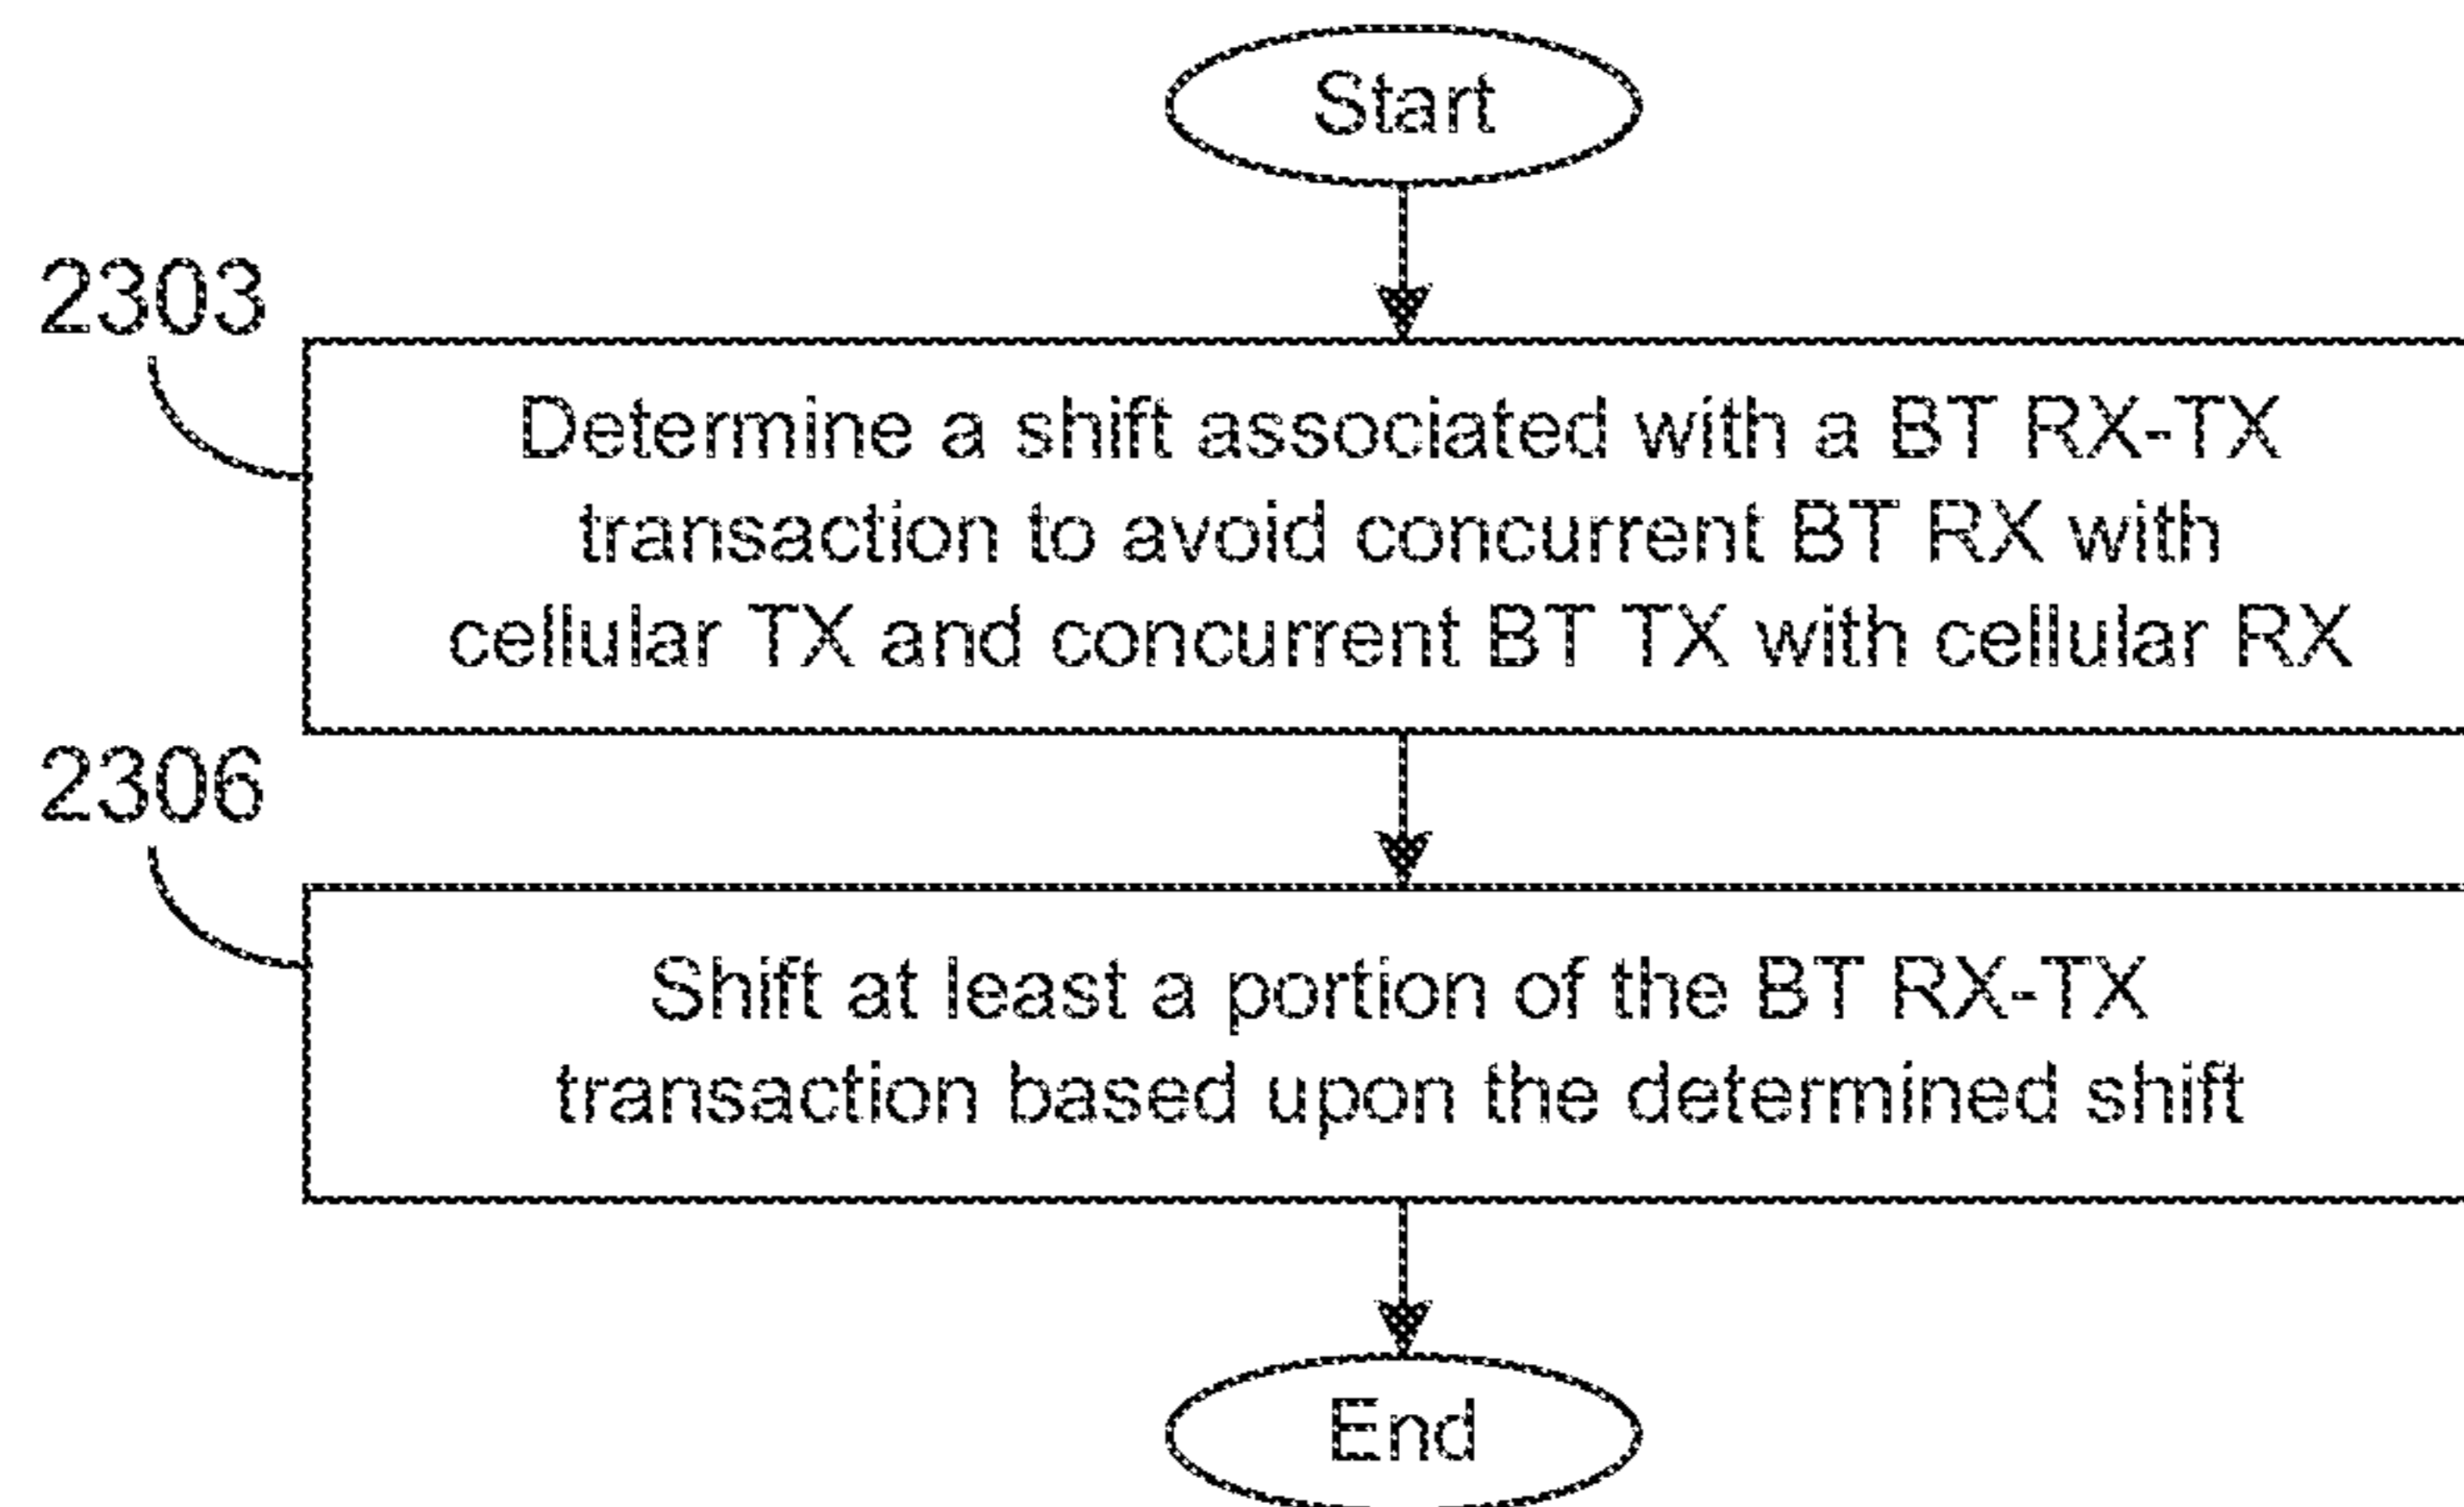 Start
2303
Determine a shift associated with a BT RX-TX
transaction to avoid concurrent BT RX with
cellular TX and concurrent BT TX with cellular RX
2306
Shift at least a portion of the BT RX-TX
transaction based upon the determined shift
End